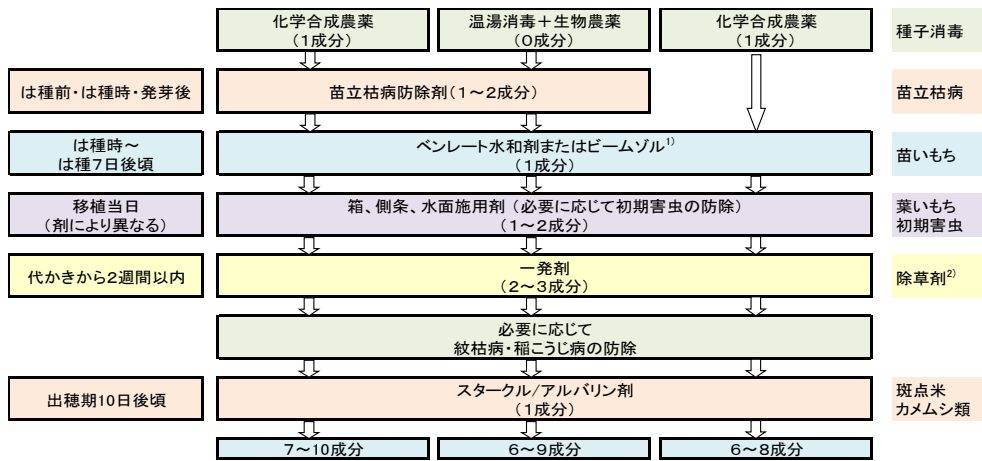 化学合成農薬
(1成分)
温湯消毒+生物農薬
(0成分)
化学合成農薬
(1成分)
種子消毒
は種前・は種時・発芽後
苗立枯病防除剤(1~2成分)
苗立枯病
は種時~
は種7日後頃
ベンレート水和剤またはビームゾル1)
(1成分)
苗いもち
移植当日
(剤により異なる)
箱、側条、水面施用剤(必要に応じて初期害虫の防除)
(1~2成分)
葉いもち
初期害虫
代かきから2週間以内
一発剤
(2~3成分)
除草剤2)
必要に応じて
紋枯病・稲こうじ病の防除
出穂期10日後頃
スタークル/アルバリン剤
(1成分)
斑点米
カメムシ類
7~10成分
6~9成分
6~8成分